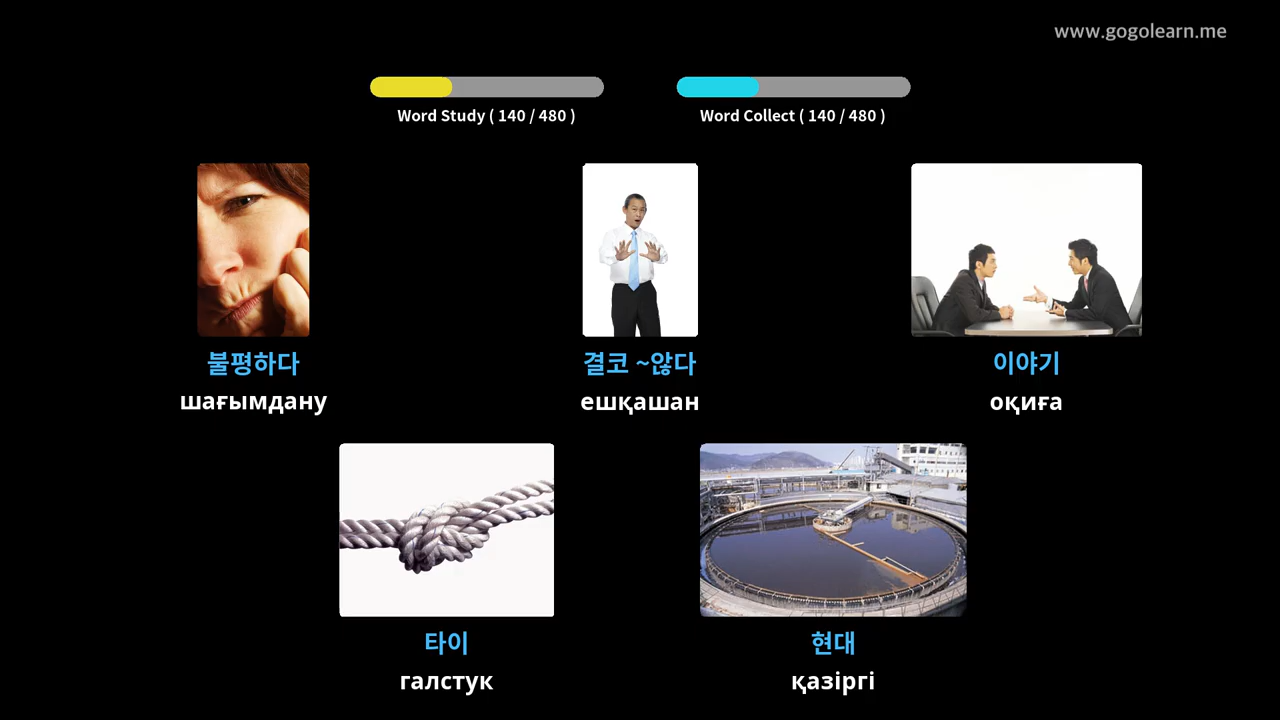 www.gogolearn.me
Word Study ( 140 / 480 )
Word Collect ( 140 / 480 )
불평하다
шағымдану
결코 ~않다
ешқашан
이야기
оқиға
타이
галстук
현대
қазіргі